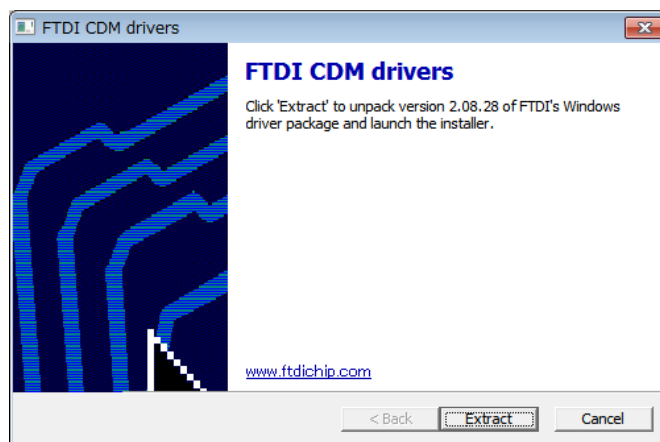 FTDI CDM drivers
FTDI CDM drivers
Click 'Extract' to unpack version 2.08.28 of FTDI's Windows
driver package and launch the installer.
www.ftdichip.com
< Back Extract Cancel